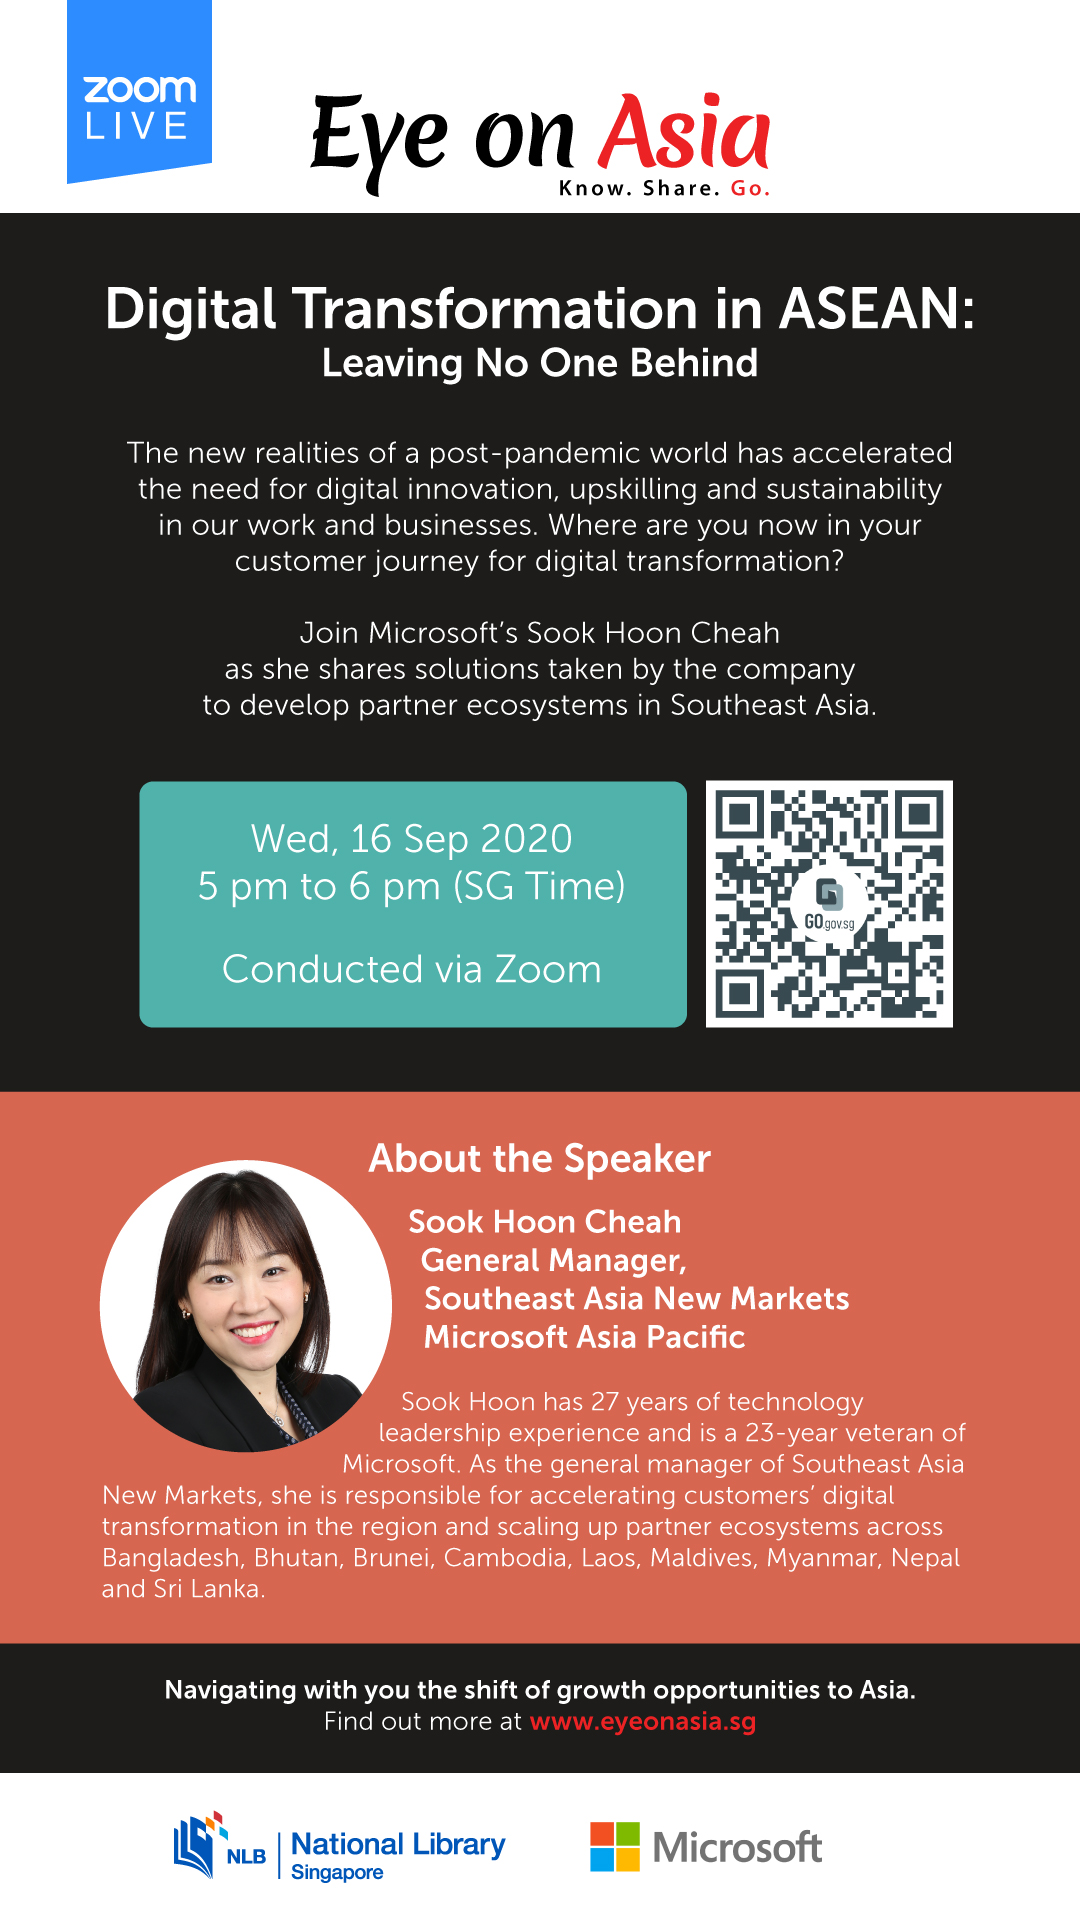 zoom
LIVE
Eye on Asia
Know. Share. Go.
Digital Transformation in ASEAN:
Leaving No One Behind
The new realities of a post-pandemic world has accelerated
the need for digital innovation, upskilling and sustainability
in our work and businesses. Where are you now in your
customer journey for digital transformation?
Join Microsoft's Sook Hoon Cheah
as she shares solutions taken by the company
to develop partner ecosystems in Southeast Asia.
Wed, 16 Sep 2020
5 pm to 6 pm (SG Time)
Conducted via Zoom
GO.gov.sg
About the Speaker
Sook Hoon Cheah
General Manager,
Southeast Asia New Markets
Microsoft Asia Pacific
Sook Hoon has 27 years of technology
leadership experience and is a 23-year veteran of
Microsoft. As the general manager of Southeast Asia
New Markets, she is responsible for accelerating customers' digital
transformation in the region and scaling up partner ecosystems across
Bangladesh, Bhutan, Brunei, Cambodia, Laos, Maldives, Myanmar, Nepal
and Sri Lanka.
Navigating with you the shift of growth opportunities to Asia.
Find out more at www.eyeonasia.sg
NLB
National Library
Singapore
Microsoft